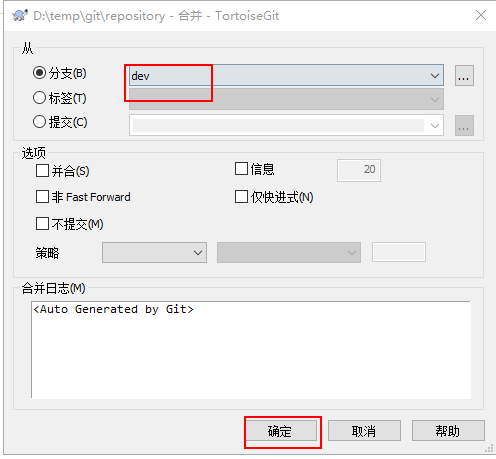 D:\temp\git\repository - 合并 - TortoiseGit
从
分支(B)
dev
...
标签(T)
提交(C)
...
选项
并合(S)
信息
20
非 Fast Forward
仅快进式(N)
不提交(M)
策略
合并日志(M)
<Auto Generated by Git>
确定
取消
帮助